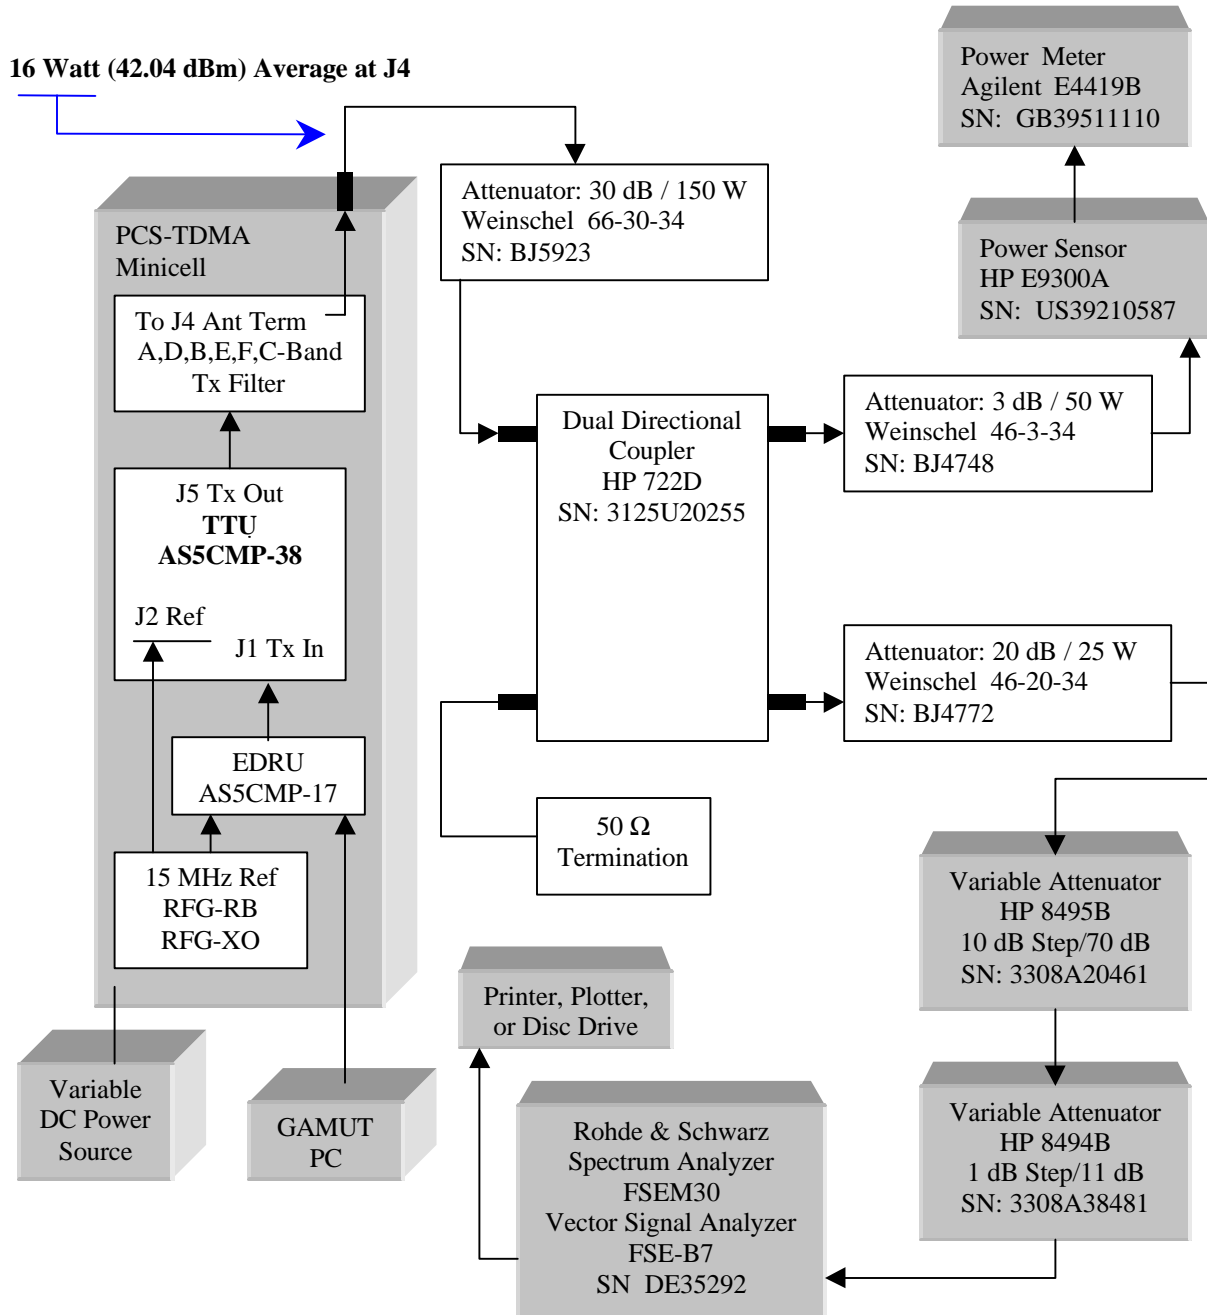 16 Watt (42.04 dBm) Average at J4
Power Meter
Agilent E4419B
SN: GB39511110
Attenuator: 30 dB / 150 W
Weinschel 66-30-34
SN: BJ5923
Power Sensor
HP E9300A
SN: US39210587
PCS-TDMA
Minicell
To J4 Ant Term
A,D,B,E,F,C-Band
Tx Filter
Dual Directional
Coupler
HP 722D
SN: 3125U20255
Attenuator: 3 dB / 50 W
Weinschel 46-3-34
SN: BJ4748
J5 Tx Out
TTU
AS5CMP-38
J2 Ref
J1 Tx In
Attenuator: 20 dB / 25 W
Weinschel 46-20-34
SN: BJ4772
EDRU
AS5CMP-17
50 Ω
Termination
15 MHz Ref
RFG-RB
RFG-XO
Variable Attenuator
HP 8495B
10 dB Step/70 dB
SN: 3308A20461
Printer, Plotter,
or Disc Drive
Variable
DC Power
Source
GAMUT
PC
Rohde & Schwarz
Spectrum Analyzer
FSEM30
Vector Signal Analyzer
FSE-B7
SN DE35292
Variable Attenuator
HP 8494B
1 dB Step/11 dB
SN: 3308A38481